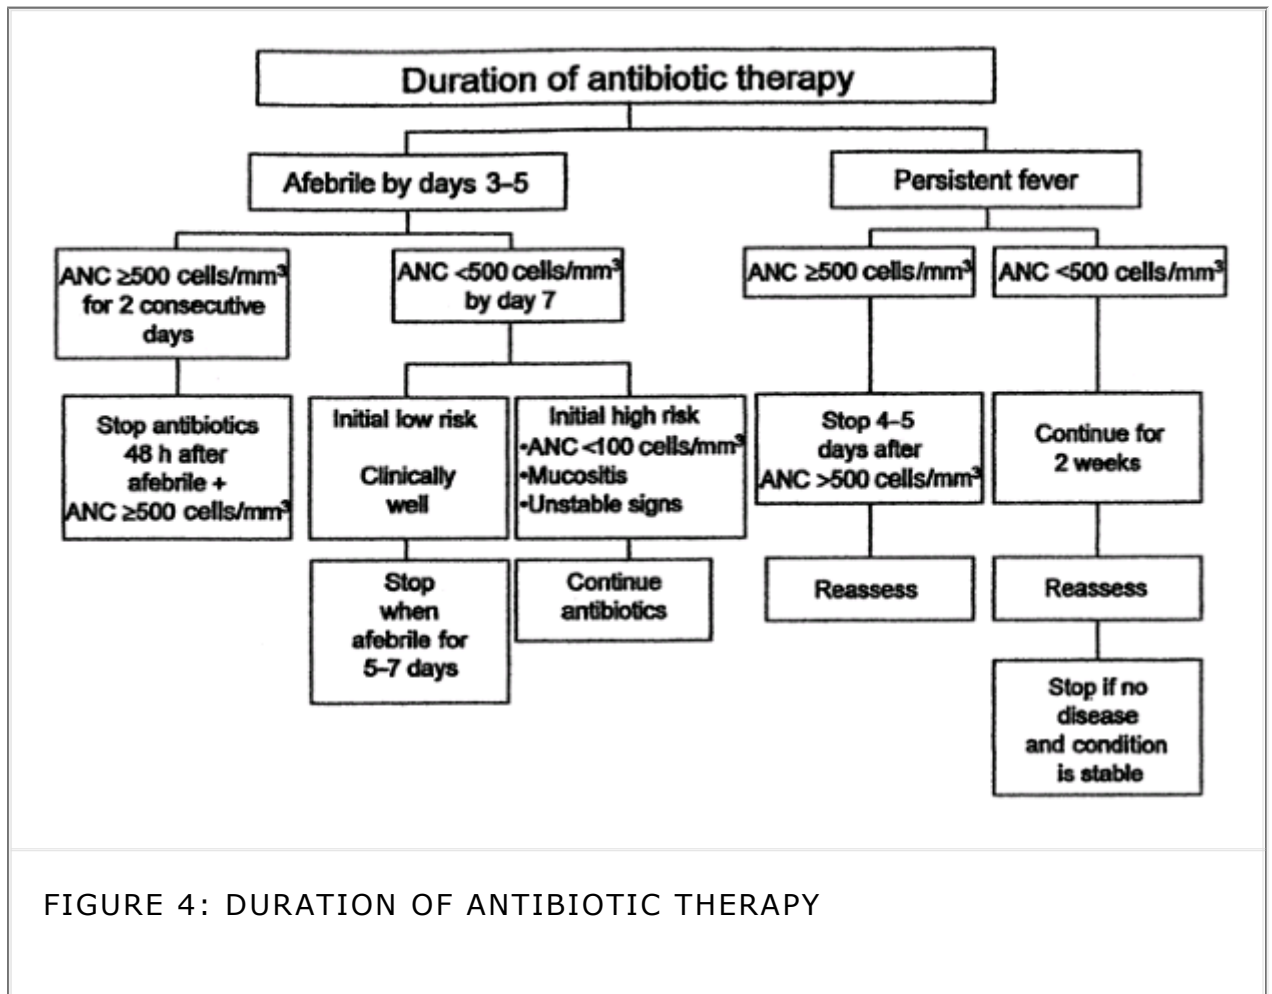 Duration of antibiotic therapy
Afebrile by days 3–5
Persistent fever
ANC ≥500 cells/mm³
for 2 consecutive
days
ANC <500 cells/mm³
by day 7
ANC ≥500 cells/mm³
ANC <500 cells/mm³
Stop antibiotics
48 h after
afebrile +
ANC ≥500 cells/mm³
Initial low risk
Clinically
well
Initial high risk
•ANC <100 cells/mm³
•Mucositis
•Unstable signs
Stop 4–5
days after
ANC >500 cells/mm³
Continue for
2 weeks
Stop
when
afebrile for
5–7 days
Continue
antibiotics
Reassess
Reassess
Stop if no
disease
and condition
is stable
FIGURE 4: DURATION OF ANTIBIOTIC THERAPY